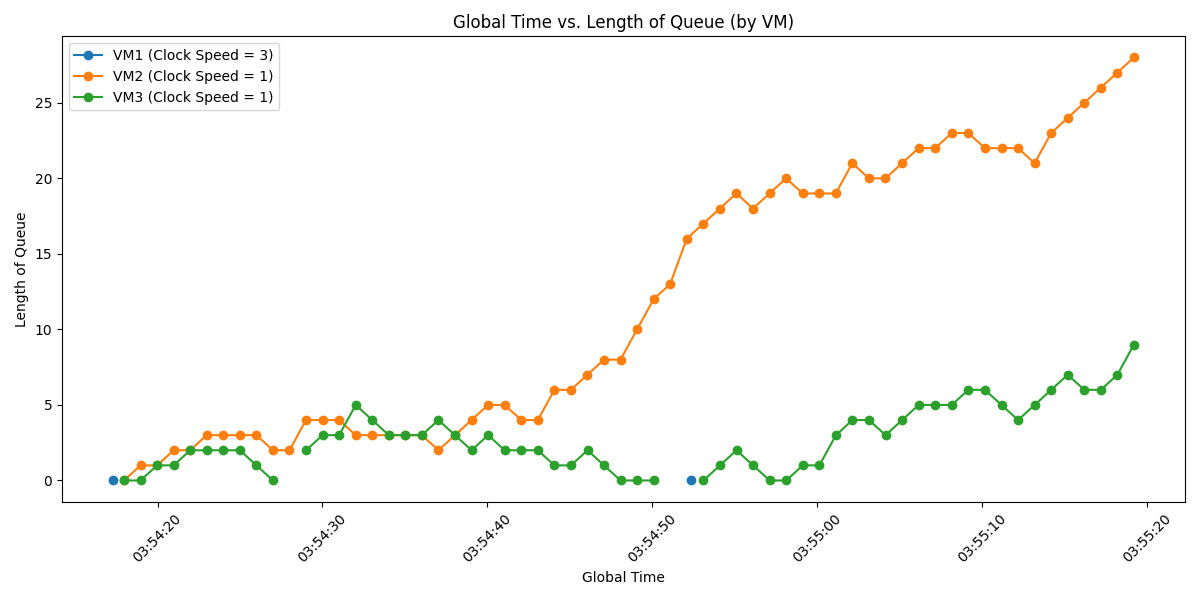 Global Time vs. Length of Queue (by VM)
VM1 (Clock Speed = 3)
VM2 (Clock Speed = 1)
VM3 (Clock Speed = 1)
Length of Queue
25
20
15
10
5
0
03:54:20
03:54:30
03:54:40
03:54:50
03:55:00
03:55:10
03:55:20
Global Time